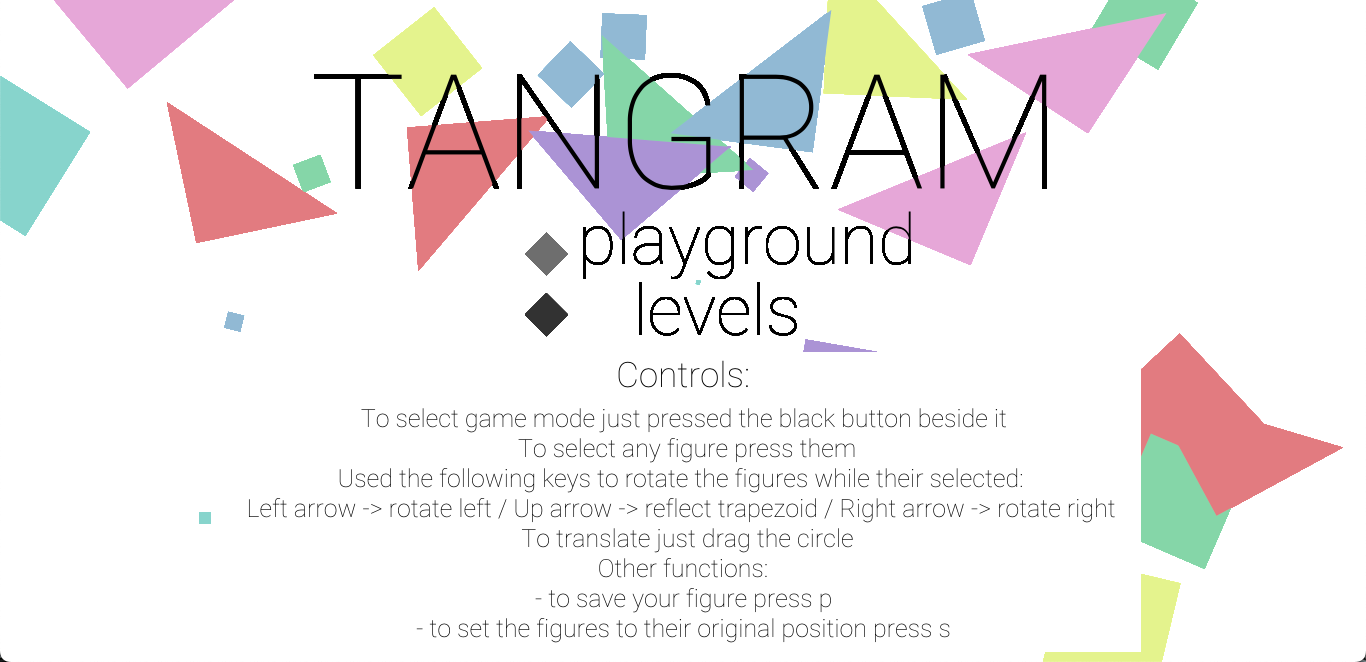 TANGRAM
playground
levels
Controls:
To select game mode just pressed the black button beside it
To select any figure press them
Used the following keys to rotate the figures while their selected:
Left arrow -> rotate left / Up arrow -> reflect trapezoid / Right arrow -> rotate right
To translate just drag the circle
Other functions:
- to save your figure press p
- to set the figures to their original position press s